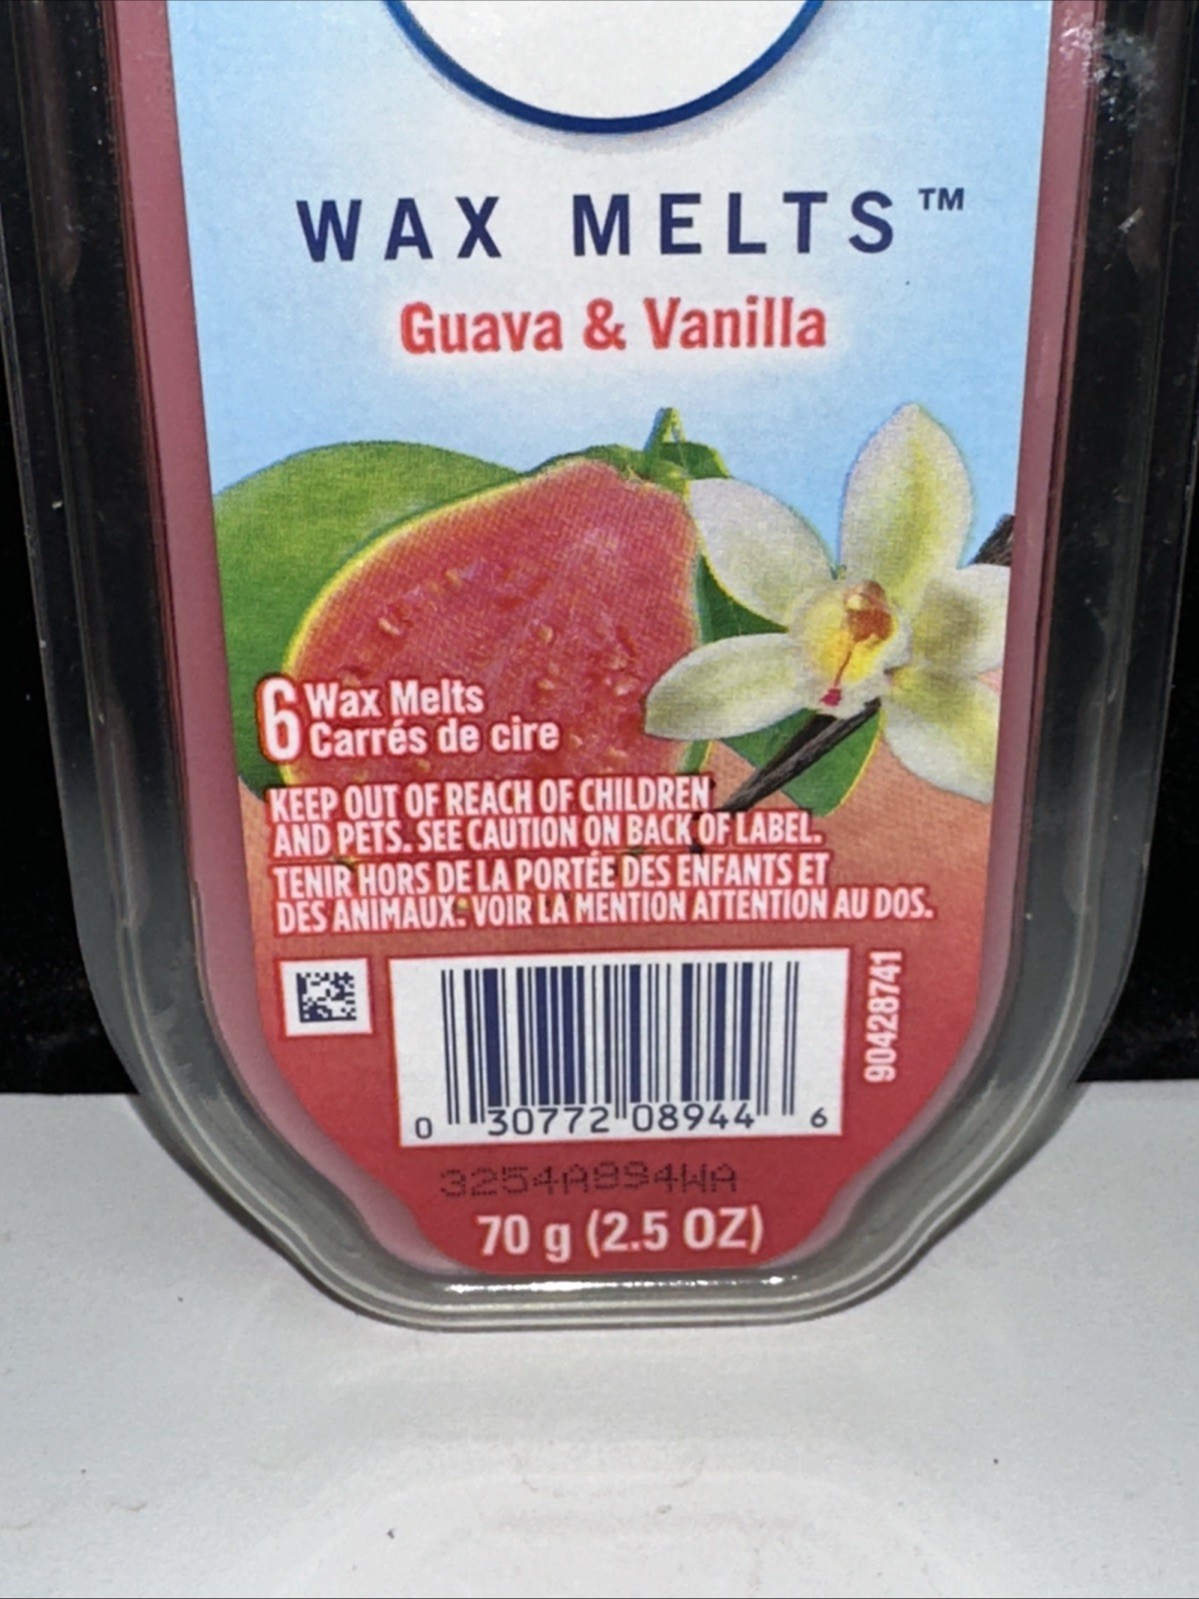 WAX MELTS™
Guava & Vanilla
6 Wax Melts
Carrés de cire
KEEP OUT OF REACH OF CHILDREN
AND PETS. SEE CAUTION ON BACK OF LABEL.
TENIR HORS DE LA PORTÉE DES ENFANTS ET
DES ANIMAUX. VOIR LA MENTION ATTENTION AU DOS.
90428741
0 30772 08944 6
3254A894WA
70 g (2.5 OZ)